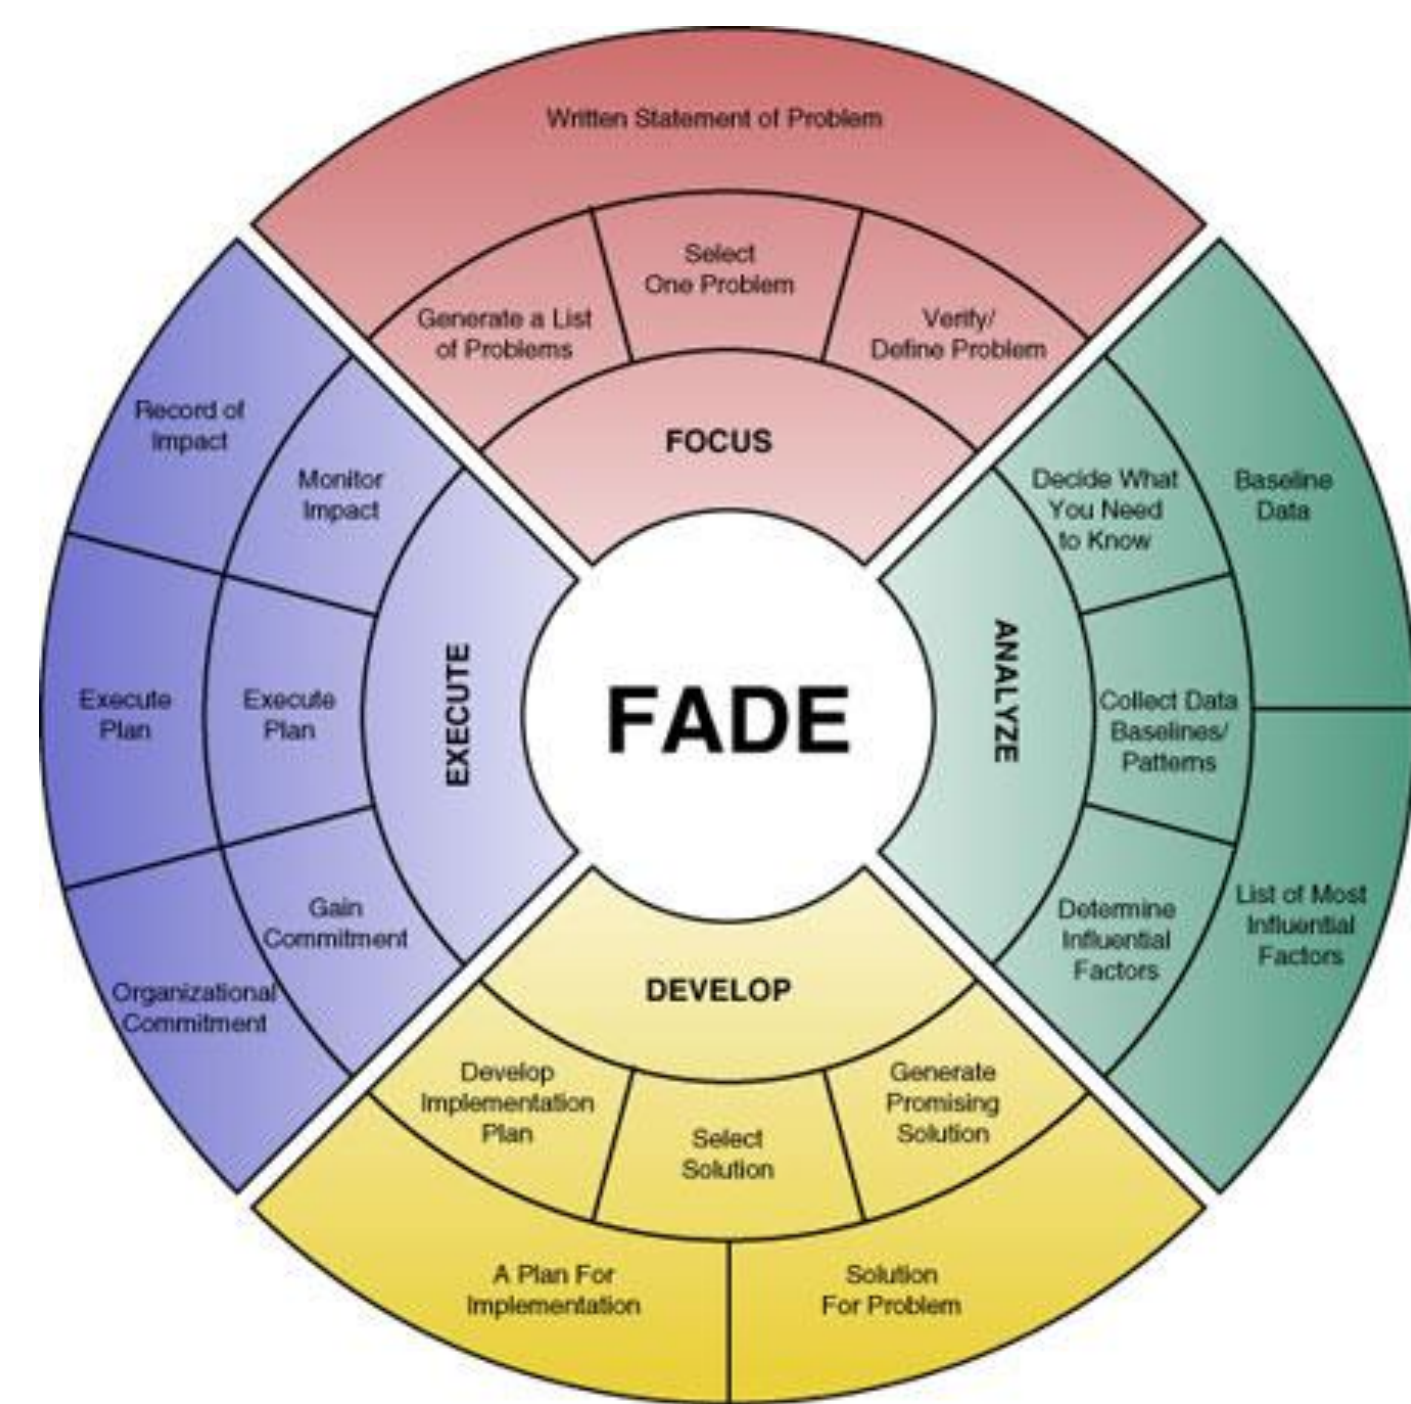 Written Statement of Problem
Generate a List
of Problems
Select
One Problem
Verify/
Define Problem
FOCUS
Baseline
Data
List of Most
Influential
Factors
Decide What
You Need
to Know
Collect Data
Baselines/
Patterns
Determine
Influential
Factors
ANALYZE
DEVELOP
Generate
Promising
Solution
Select
Solution
Develop
Implementation
Plan
Solution
For Problem
A Plan For
Implementation
EXECUTE
Gain
Commitment
Execute
Plan
Monitor
Impact
Organizational
Commitment
Execute
Plan
Record of
Impact
FADE